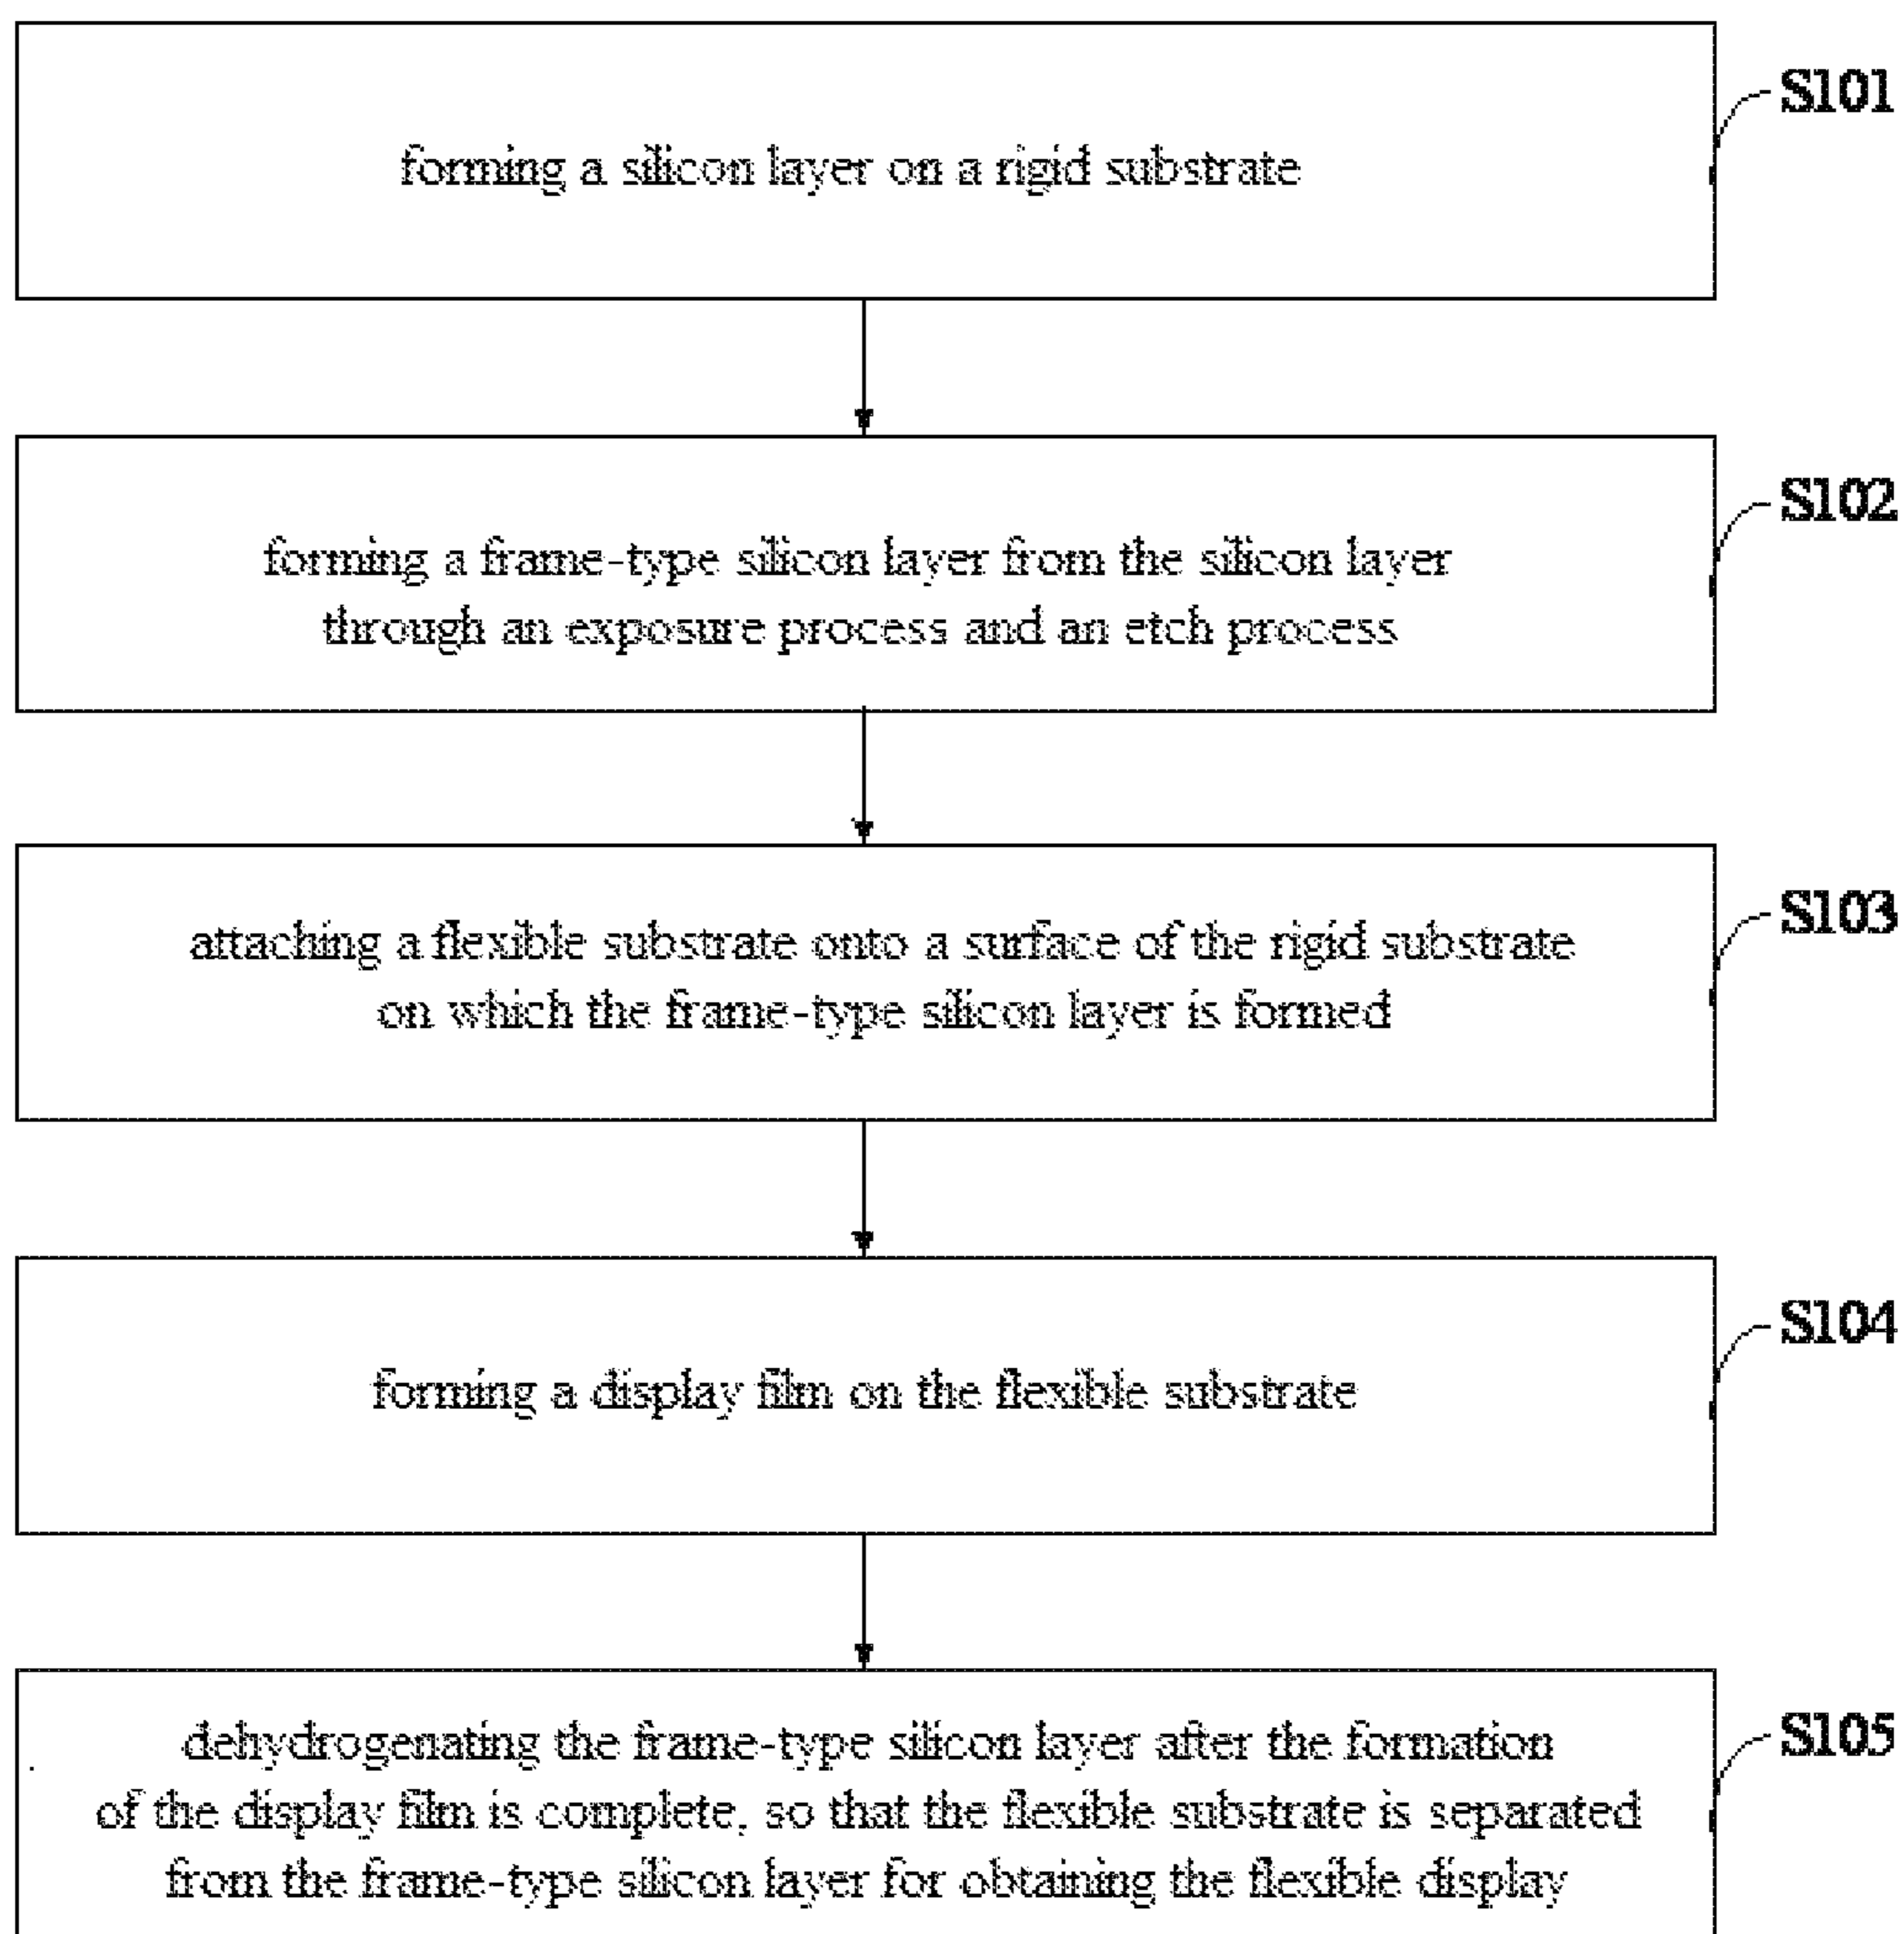 S101
forming a silicon layer on a rigid substrate
S102
forming a frame-type silicon layer from the silicon layer
through an exposure process and an etch process
S103
attaching a flexible substrate onto a surface of the rigid substrate
on which the frame-type silicon layer is formed
S104
forming a display film on the flexible substrate
S105
dehydrogenating the frame-type silicon layer after the formation
of the display film is complete, so that the flexible substrate is separated
from the frame-type silicon layer for obtaining the flexible display